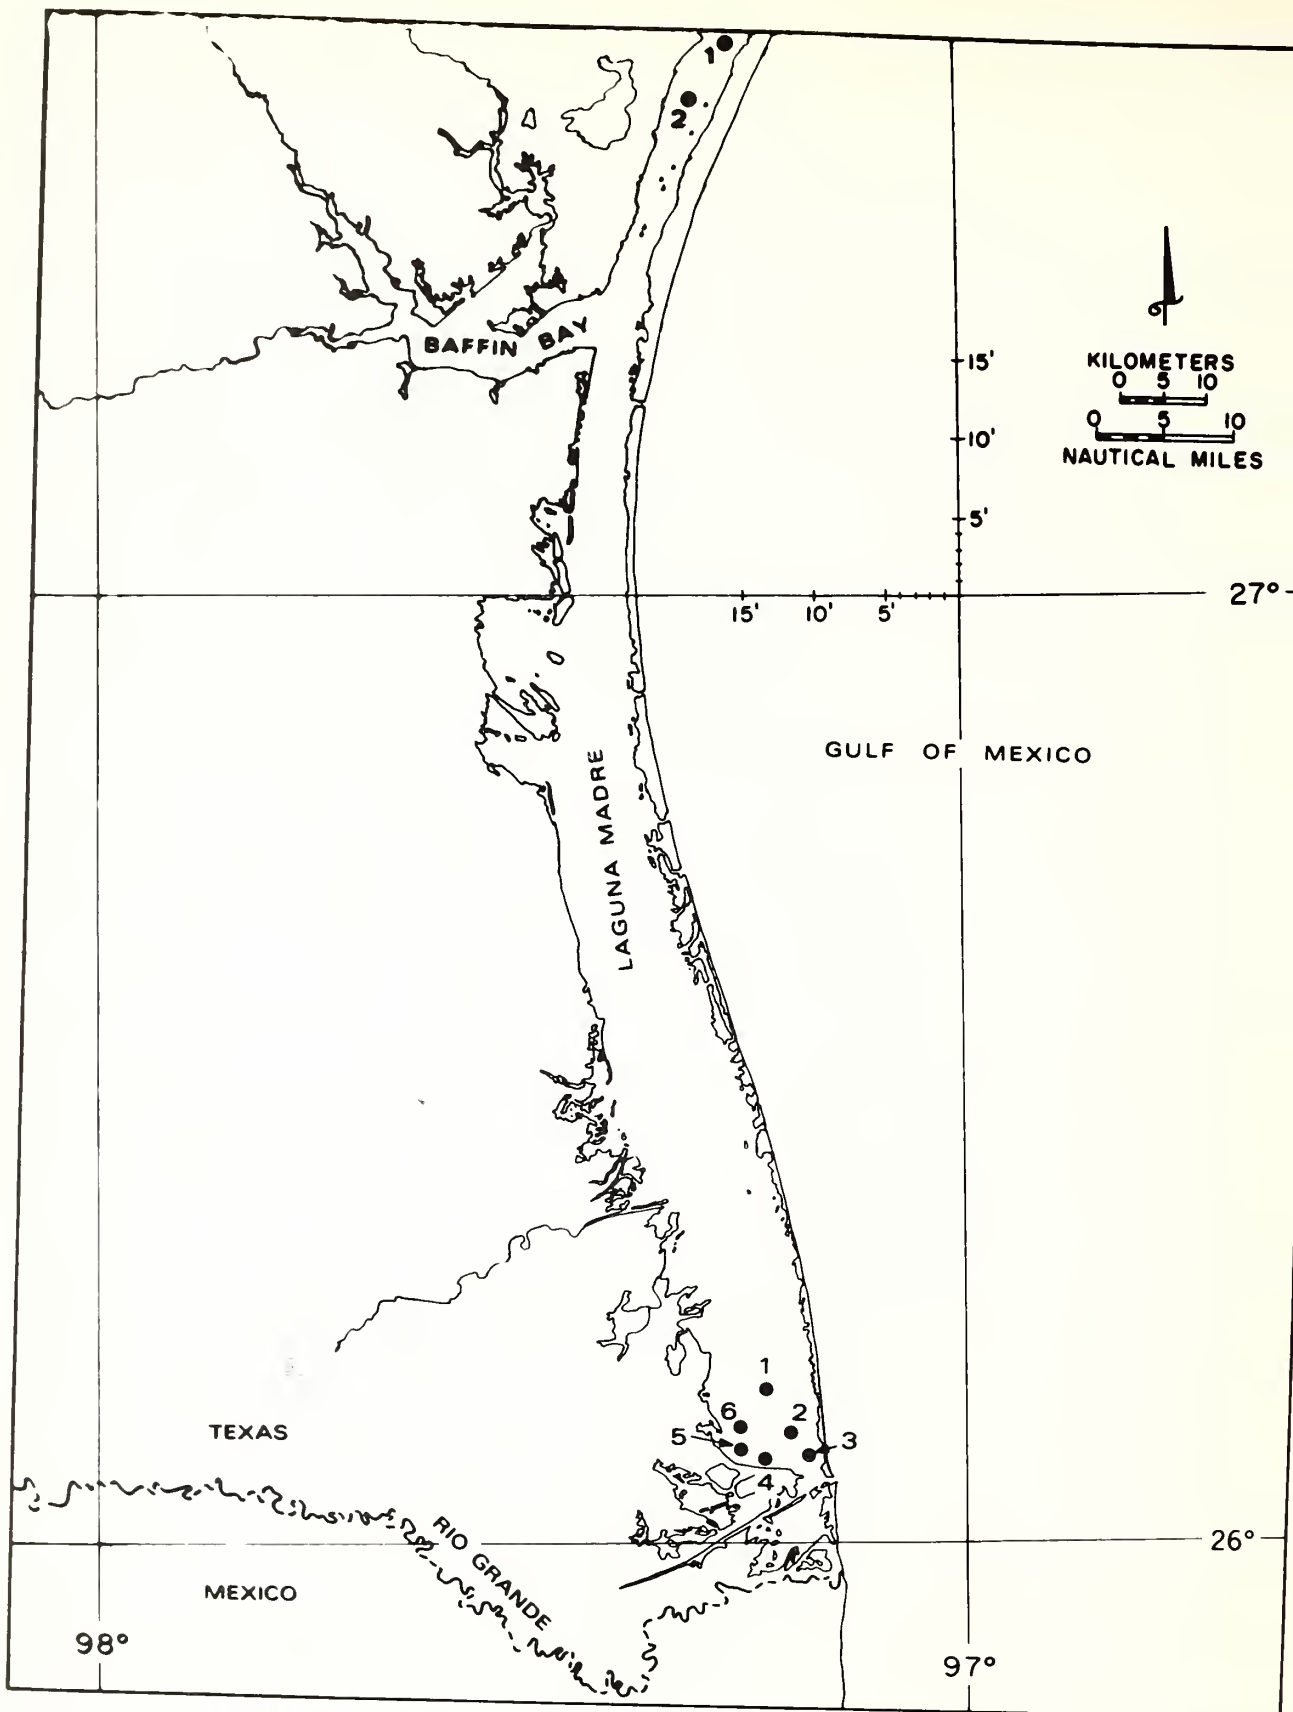 1
2
BAFFIN BAY
KILOMETERS
0 5 10
0 5 10
NAUTICAL MILES
15'
10'
5'
27°
15' 10' 5'
GULF OF MEXICO
LAGUNA MADRE
1
6
2
5
3
4
TEXAS
RIO GRANDE
26°
MEXICO
98°
97°